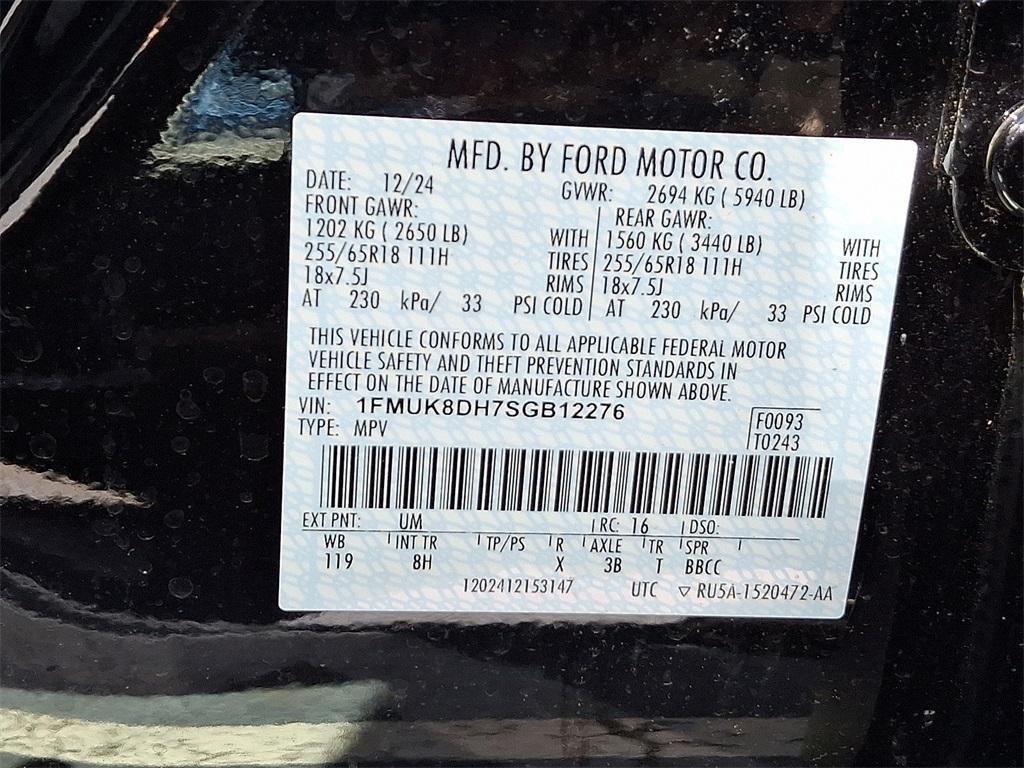 MFD. BY FORD MOTOR CO.
DATE: 12/24 GVWR: 2694 KG ( 5940 LB)
FRONT GAWR: REAR GAWR:
1202 KG ( 2650 LB) WITH 1560 KG ( 3440 LB) WITH
255/65R18 111H TIRES 255/65R18 111H TIRES
18x7.5J RIMS 18x7.5J RIMS
AT 230 kPa/ 33 PSI COLD AT 230 kPa/ 33 PSI COLD
THIS VEHICLE CONFORMS TO ALL APPLICABLE FEDERAL MOTOR
VEHICLE SAFETY AND THEFT PREVENTION STANDARDS IN
EFFECT ON THE DATE OF MANUFACTURE SHOWN ABOVE.
VIN: 1FMUK8DH7SGB12276
F0093
TYPE: MPV
T0243
EXT PNT: UM RC: 16 DSO:
WB INT TR TP/PS R AXLE TR SPR
119 8H X 3B T BBCC
1202412153147 UTC ▽ RU5A-1520472-AA